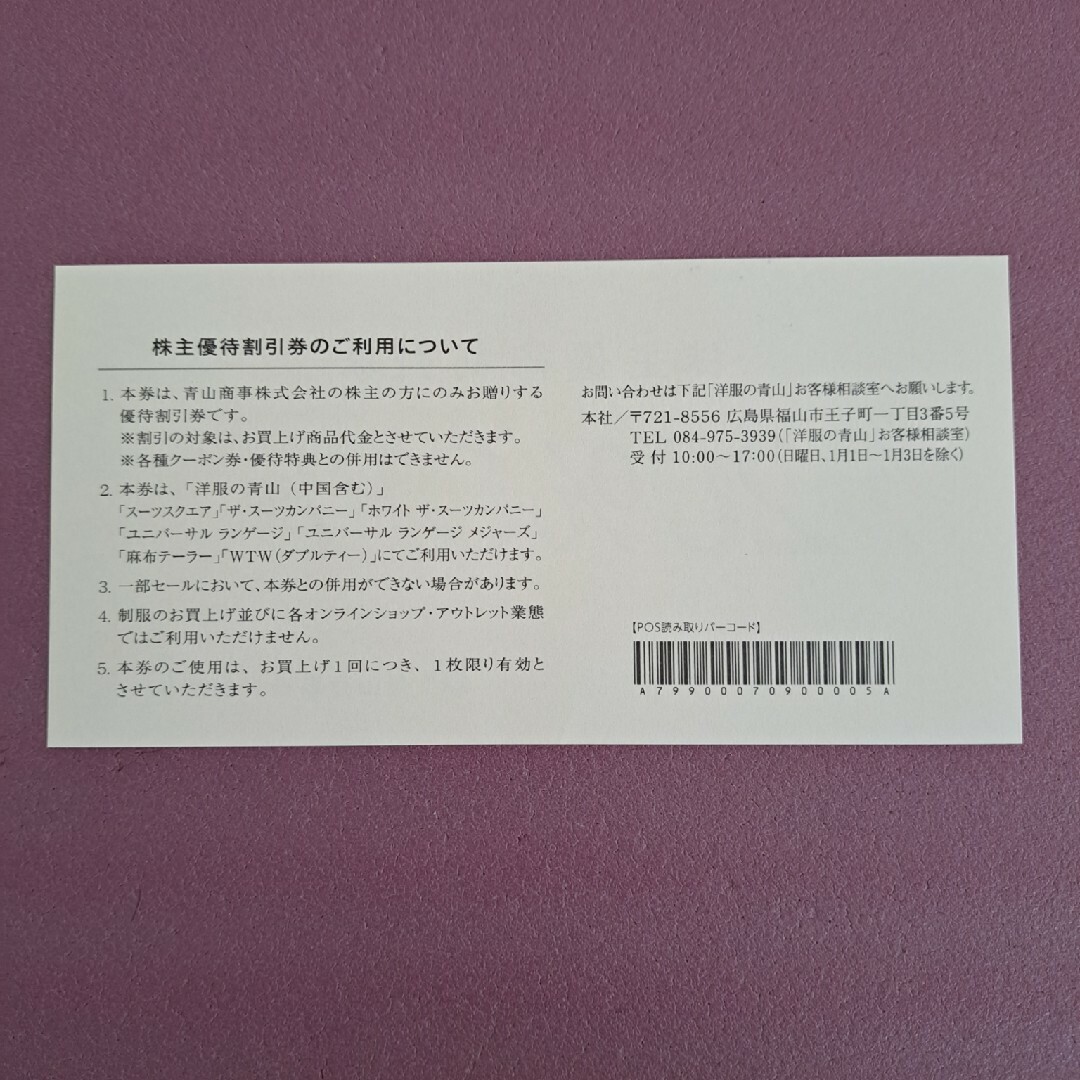 株主優待割引券のご利用について
1. 本券は、青山商事株式会社の株主の方にのみお贈りする
優待割引券です。
※割引の対象は、お買上げ商品代金とさせていただきます。
※各種クーポン券・優待特典との併用はできません。
2. 本券は、「洋服の青山（中国含む）」
「スーツスクエア」「ザ・スーツカンパニー」「ホワイト ザ・スーツカンパニー」
「ユニバーサル ランゲージ」「ユニバーサル ランゲージ メジャーズ」
「麻布テーラー」「WTW（ダブルティー）」にてご利用いただけます。
3. 一部セールにおいて、本券との併用ができない場合があります。
4. 制服のお買上げ並びに各オンラインショップ・アウトレット業態
ではご利用いただけません。
5. 本券のご使用は、お買上げ1回につき、1枚限り有効と
させていただきます。
お問い合わせは下記「洋服の青山」お客様相談室へお願いします。
本社／〒721-8556 広島県福山市王子町一丁目3番5号
TEL 084-975-3939（「洋服の青山」お客様相談室）
受付 10:00～17:00（日曜日、1月1日～1月3日を除く）
【POS読み取りバーコード】
A79900070900005A